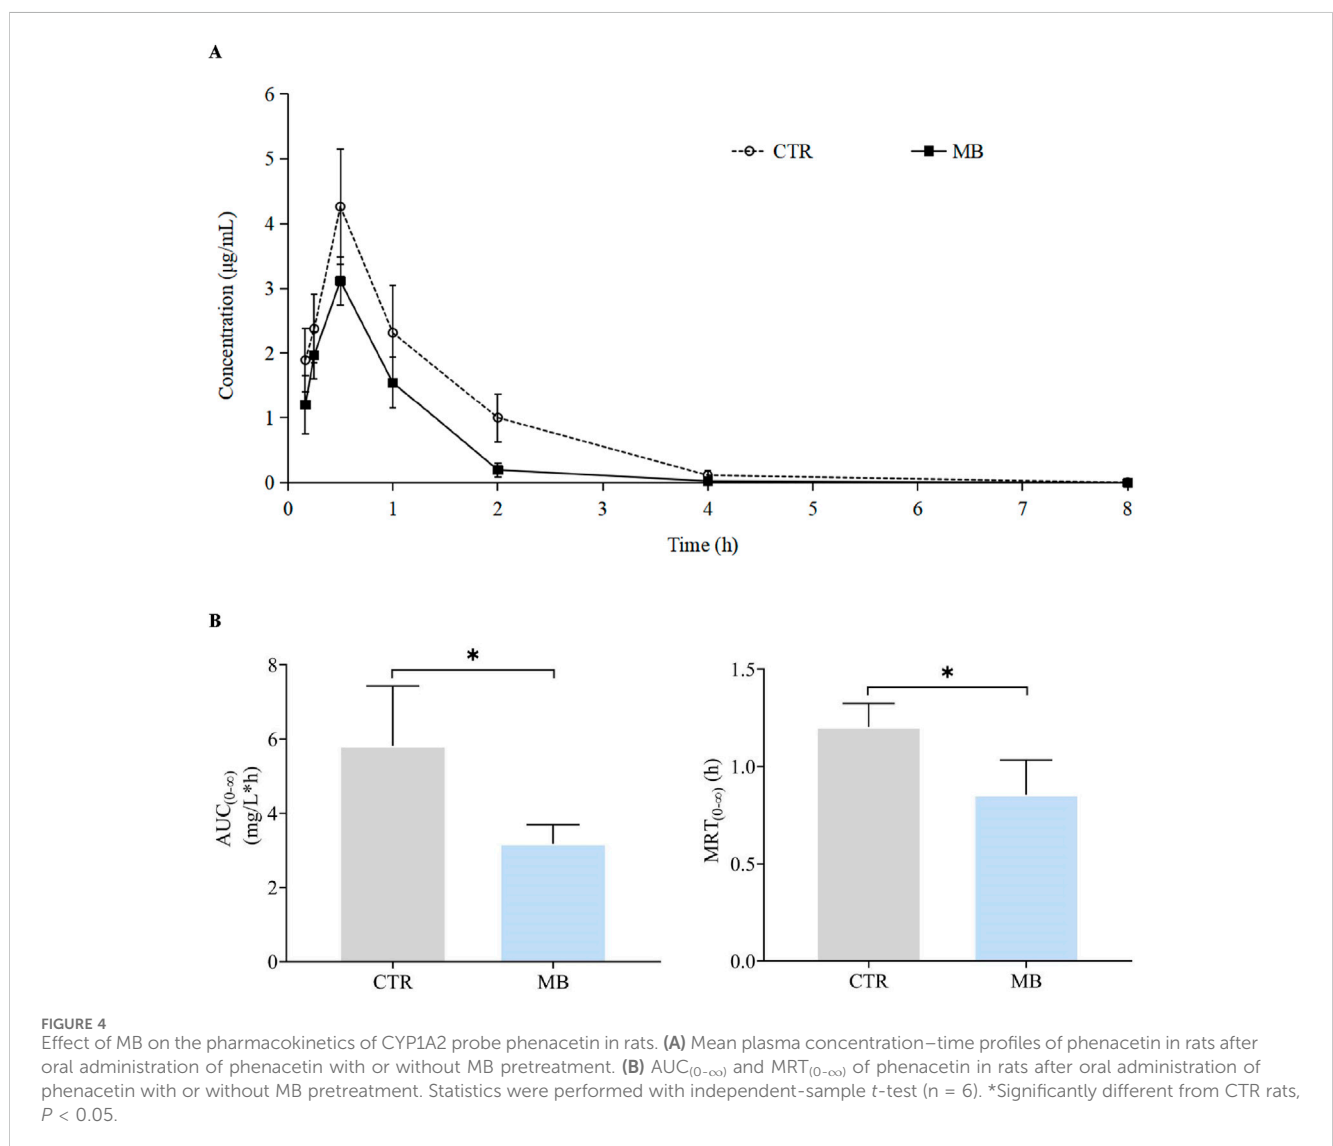 A
6
5
4
3
2
1
0
Concentration (µg/mL)
CTR
MB
0 1 2 3 4 5 6 7 8
Time (h)
B
8
6
4
2
0
AUC(0-∞)
(mg/L*h)
*
CTR MB
1.5
1.0
0.5
0.0
MRT(0-∞) (h)
*
CTR MB
FIGURE 4
Effect of MB on the pharmacokinetics of CYP1A2 probe phenacetin in rats. (A) Mean plasma concentration–time profiles of phenacetin in rats after
oral administration of phenacetin with or without MB pretreatment. (B) AUC(0-∞) and MRT(0-∞) of phenacetin in rats after oral administration of
phenacetin with or without MB pretreatment. Statistics were performed with independent-sample t-test (n = 6). *Significantly different from CTR rats,
P < 0.05.